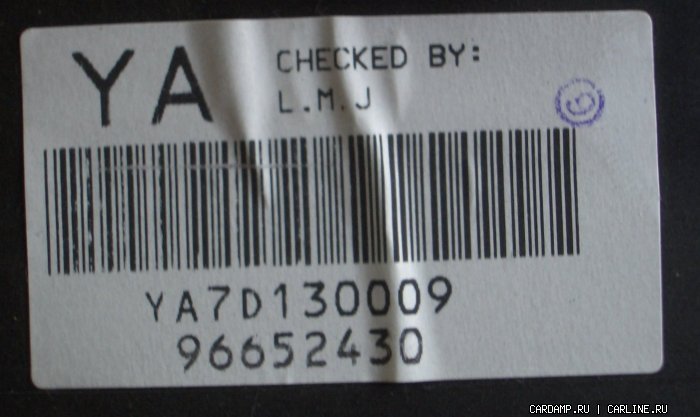 YA
CHECKED BY:
L.M.J
YA7D130009
96652430
CARDAMP.RU | CARLINE.RU